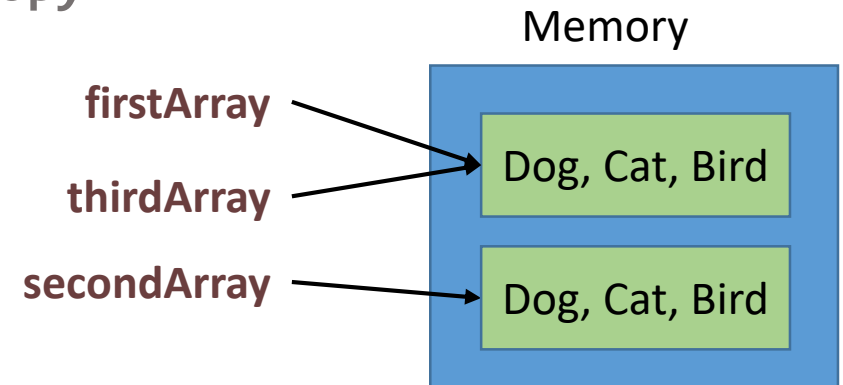 Memory
firstArray
Dog, Cat, Bird
thirdArray
secondArray
Dog, Cat, Bird